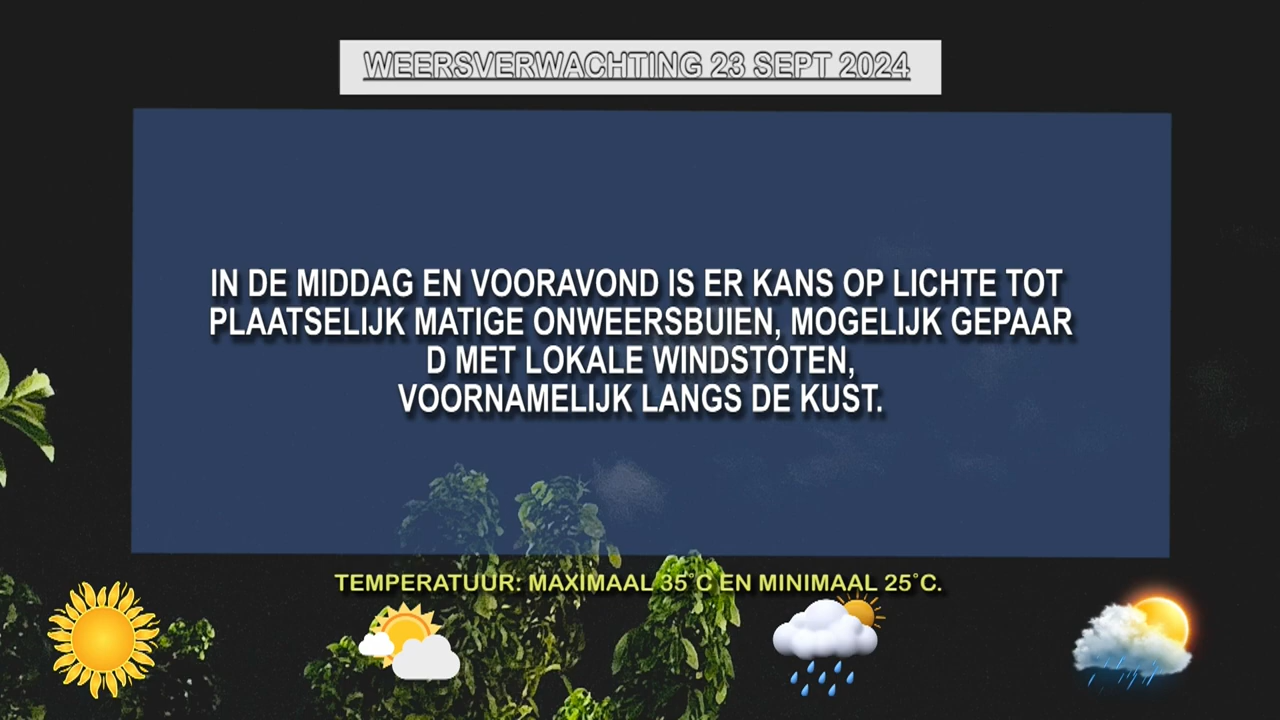 WEERSVERWACHTING 23 SEPT 2024
IN DE MIDDAG EN VOORAVOND IS ER KANS OP LICHTE TOT
PLAATSELIJK MATIGE ONWEERSBUIEN, MOGELIJK GEPAAR
D MET LOKALE WINDSTOTEN,
VOORNAMELIJK LANGS DE KUST.
TEMPERATUUR: MAXIMAAL 35°C EN MINIMAAL 25°C.